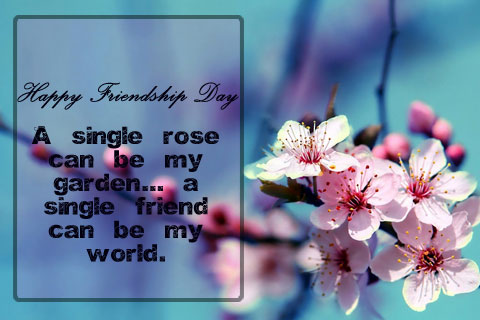 Happy Friendship Day
A single rose
can be my
garden... a
single friend
can be my
world.